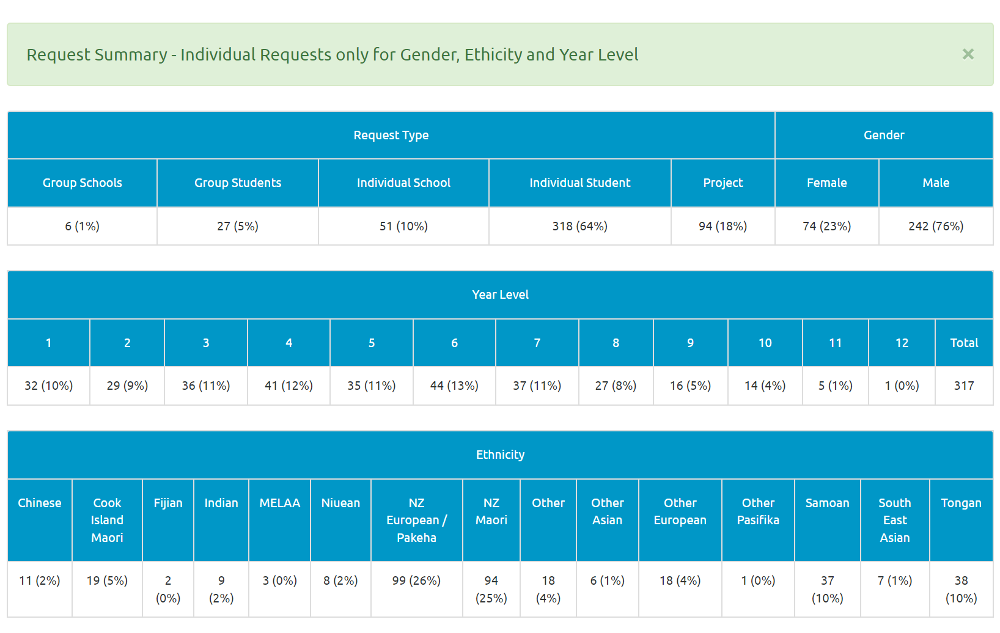 Request Summary - Individual Requests only for Gender, Ethicity and Year Level ×
Request Type Gender
Group Schools Group Students Individual School Individual Student Project Female Male
6 (1%) 27 (5%) 51 (10%) 318 (64%) 94 (18%) 74 (23%) 242 (76%)
Year Level
1 2 3 4 5 6 7 8 9 10 11 12 Total
32 (10%) 29 (9%) 36 (11%) 41 (12%) 35 (11%) 44 (13%) 37 (11%) 27 (8%) 16 (5%) 14 (4%) 5 (1%) 1 (0%) 317
Ethnicity
Chinese Cook Fijian Indian MELAA Niuean NZ NZ Other Other Other Other Samoan South Tongan
Island European / Maori Asian European Pasifika East
Maori Pakeha Asian
11 (2%) 19 (5%) 2 9 3 (0%) 8 (2%) 99 (26%) 94 18 6 (1%) 18 (4%) 1 (0%) 37 7 (1%) 38
(0%) (2%) (25%) (4%) (10%) (10%)